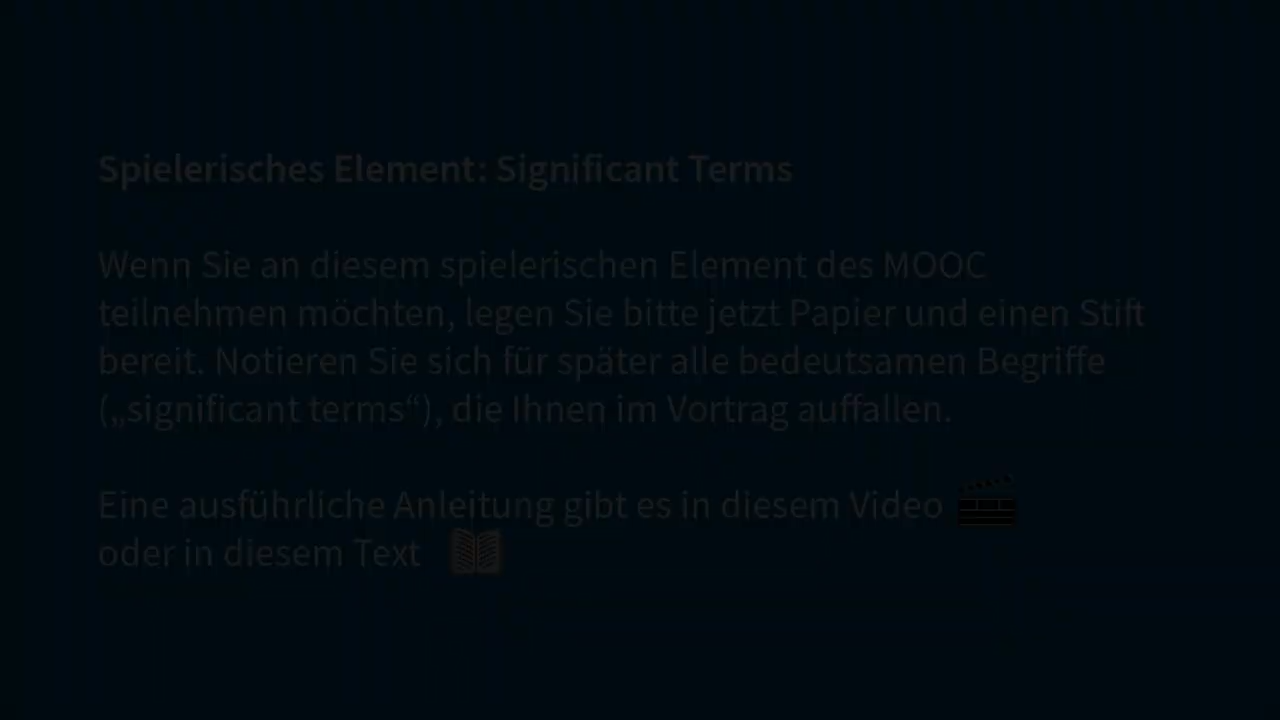 Spielerisches Element: Significant Terms
Wenn Sie an diesem spielerischen Element des MOOC
teilnehmen möchten, legen Sie bitte jetzt Papier und einen Stift
bereit. Notieren Sie sich für später alle bedeutsamen Begriffe
(„significant terms“), die Ihnen im Vortrag auffallen.
Eine ausführliche Anleitung gibt es in diesem Video
oder in diesem Text